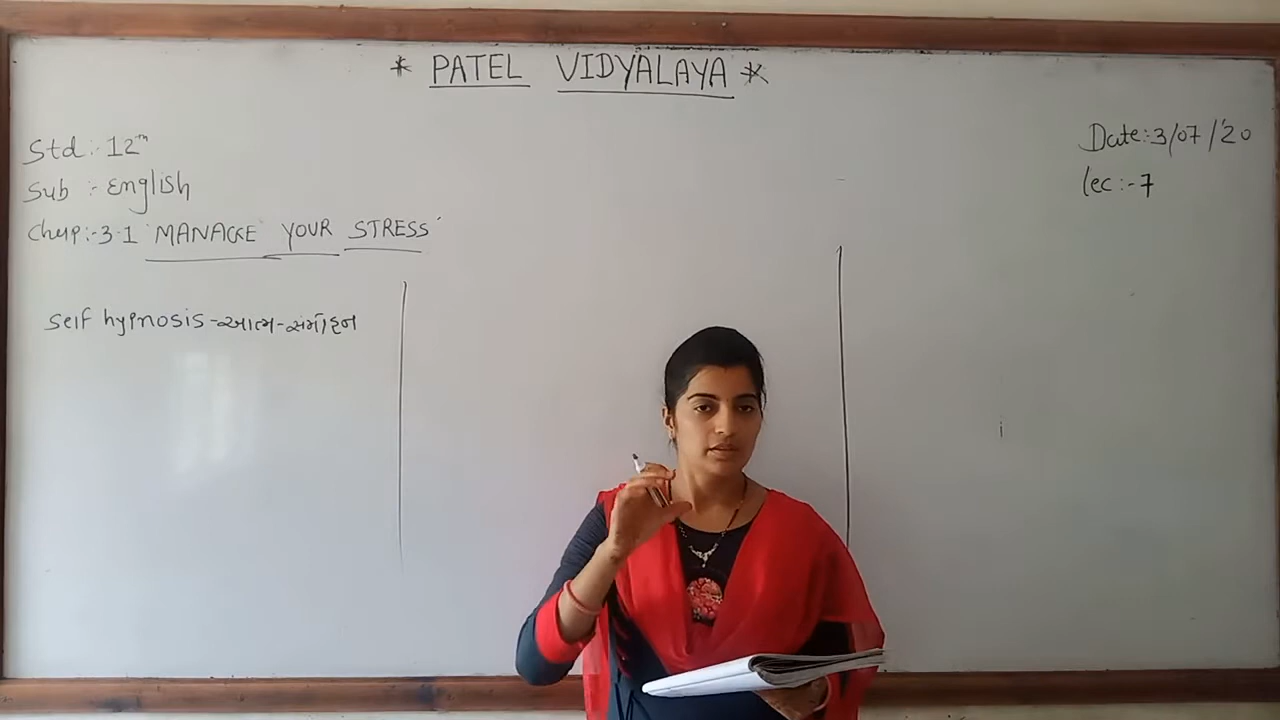 * PATEL VIDYALAYA *
Std:- 12th
Date:3/07/'20
Sub :- English
lec:-7
Chap:-3.1 'MANAGE YOUR STRESS'
Self hypnosis-આત્મ-સંમોહન